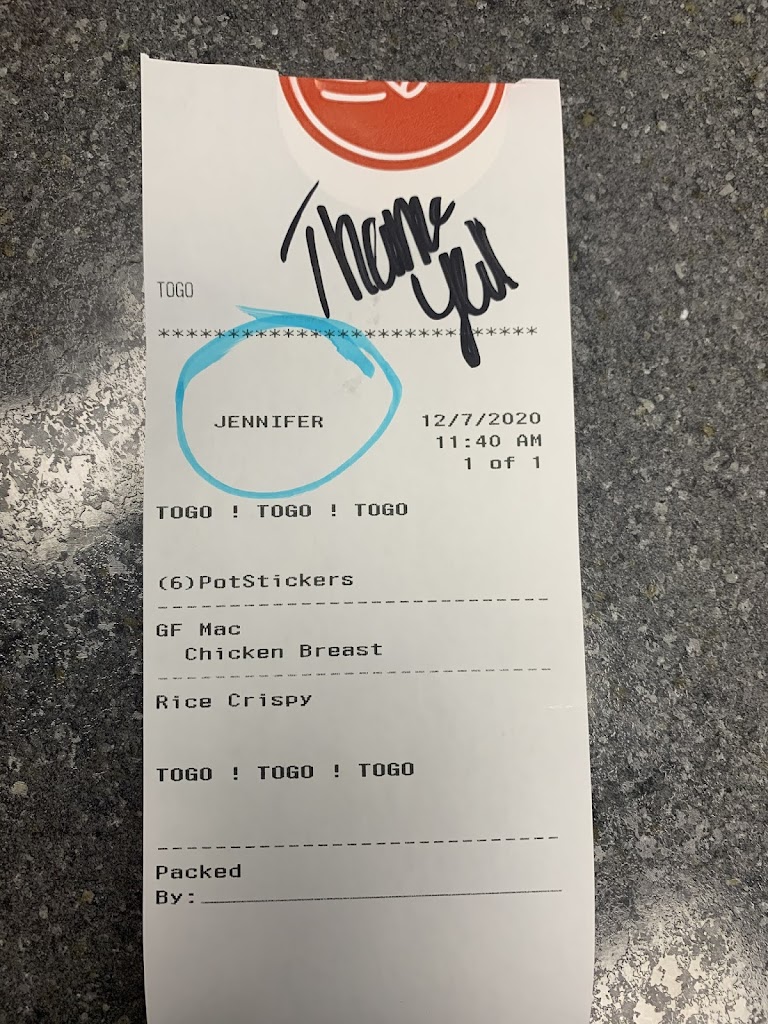 Thank
You
TOGO
****************************
JENNIFER 12/7/2020
11:40 AM
1 of 1
TOGO ! TOGO ! TOGO
(6)PotStickers
GF Mac
Chicken Breast
Rice Crispy
TOGO ! TOGO ! TOGO
Packed
By: